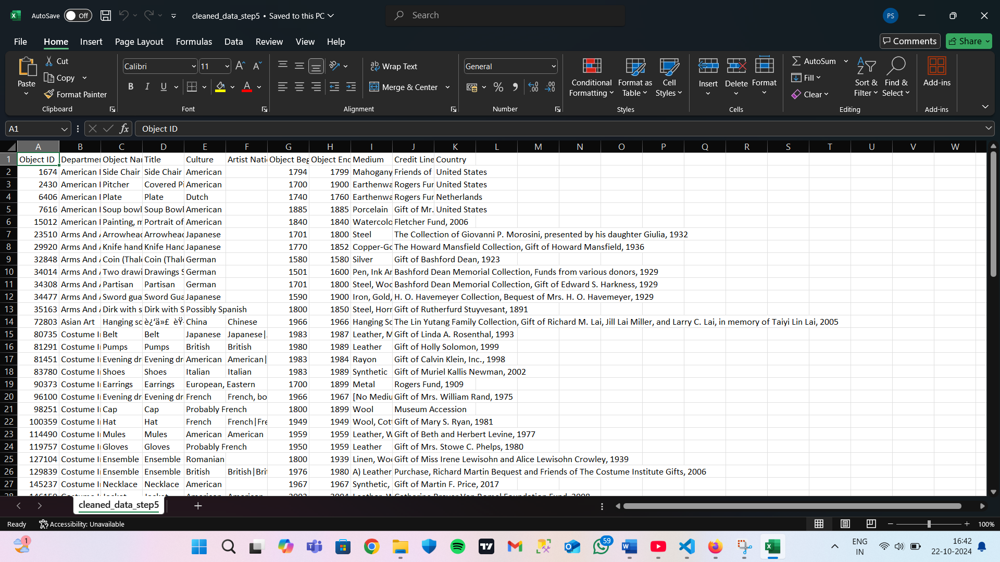 AutoSave Off cleaned_data_step5 • Saved to this PC Search PS
File Home Insert Page Layout Formulas Data Review View Help Comments Share
Paste Cut Copy Format Painter Clipboard
Calibri 11 B I U A Font
Wrap Text Merge & Center Alignment
General % Number
Conditional Formatting Format as Table Cell Styles Styles
Insert Delete Format Cells
AutoSum Fill Clear Sort & Filter Find & Select Editing
Add-ins Add-ins
A1 fx Object ID
A B C D E F G H I J K L M N O P Q R S T U V W
1 Object ID Departmer Object Nar Title Culture Artist Nati Object Beg Object End Medium Credit Line Country
2 1674 American I Side Chair Side Chair American 1794 1799 Mahogany Friends of United States
3 2430 American I Pitcher Covered Pi American 1700 1900 Earthenwa Rogers Fur United States
4 6406 American I Plate Plate Dutch 1740 1760 Earthenwa Rogers Fur Netherlands
5 7616 American I Soup bowl Soup Bowl American 1885 1885 Porcelain Gift of Mr. United States
6 15012 American I Painting, m Portrait of American 1840 1840 Watercolo Fletcher Fund, 2006
7 23510 Arms And A Arrowhead Arrowhead Japanese 1701 1800 Steel The Collection of Giovanni P. Morosini, presented by his daughter Giulia, 1932
8 29920 Arms And A Knife hand Knife Hanc Japanese 1770 1852 Copper-Go The Howard Mansfield Collection, Gift of Howard Mansfield, 1936
9 32848 Arms And A Coin (Thale Coin (Thale German 1580 1580 Silver Gift of Bashford Dean, 1923
10 34014 Arms And A Two drawi Drawings S German 1501 1600 Pen, Ink Ar Bashford Dean Memorial Collection, Funds from various donors, 1929
11 34308 Arms And A Partisan Partisan German 1701 1800 Steel, Woo Bashford Dean Memorial Collection, Gift of Edward S. Harkness, 1929
12 34477 Arms And A Sword gua Sword Gua Japanese 1590 1900 Iron, Gold, H. O. Havemeyer Collection, Bequest of Mrs. H. O. Havemeyer, 1929
13 35163 Arms And A Dirk with s Dirk with S Possibly Spanish 1800 1850 Steel, Horr Gift of Rutherfurd Stuyvesant, 1891
14 72803 Asian Art Hanging sc è¿‘ä»£ èŸ China Chinese 1966 1966 Hanging Sc The Lin Yutang Family Collection, Gift of Richard M. Lai, Jill Lai Miller, and Larry C. Lai, in memory of Taiyi Lin Lai, 2005
15 80735 Costume I Belt Belt Japanese Japanese| 1983 1987 Leather, M Gift of Linda A. Rosenthal, 1993
16 81291 Costume I Pumps Pumps British British 1980 1989 Leather Gift of Holly Solomon, 1999
17 81451 Costume I Evening dr Evening dr American American| 1983 1984 Rayon Gift of Calvin Klein, Inc., 1998
18 83780 Costume I Shoes Shoes Italian Italian 1983 1989 Synthetic Gift of Muriel Kallis Newman, 2002
19 90373 Costume I Earrings Earrings European, Eastern 1700 1899 Metal Rogers Fund, 1909
20 96100 Costume I Evening dr Evening dr French French, bo 1966 1967 [No Mediu Gift of Mrs. William Rand, 1975
21 98251 Costume I Cap Cap Probably French 1800 1899 Wool Museum Accession
22 100359 Costume I Hat Hat French French|Fre 1949 1949 Wool, Cott Gift of Mary S. Ryan, 1981
23 114490 Costume I Mules Mules American American 1959 1959 Leather, W Gift of Beth and Herbert Levine, 1977
24 119757 Costume I Gloves Gloves Probably French 1950 1959 Leather Gift of Mrs. Stowe C. Phelps, 1980
25 127104 Costume I Ensemble Ensemble Romanian 1800 1939 Linen, Woo Gift of Miss Irene Lewisohn and Alice Lewisohn Crowley, 1939
26 129839 Costume I Ensemble Ensemble British British|Brit 1976 1980 A) Leather Purchase, Richard Martin Bequest and Friends of The Costume Institute Gifts, 2006
27 145237 Costume I Necklace Necklace American 1967 1967 Synthetic, Gift of Martin F. Price, 2017
cleaned_data_step5
Ready Accessibility: Unavailable 100%
1 59 ENG IN 16:42 22-10-2024